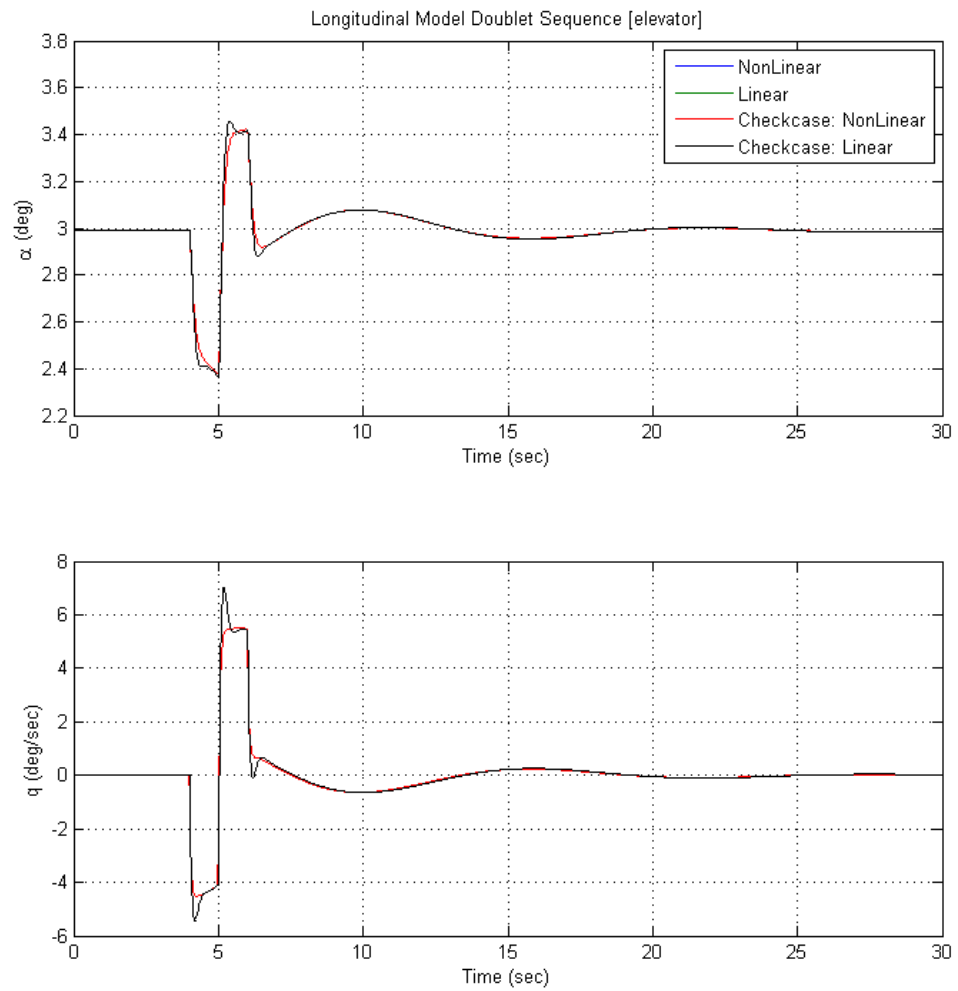 Longitudinal Model Doublet Sequence [elevator]
3.8
3.6
3.4
3.2
3
2.8
2.6
2.4
2.2
α (deg)
NonLinear
Linear
Checkcase: NonLinear
Checkcase: Linear
0 5 10 15 20 25 30
Time (sec)
8
6
4
2
0
-2
-4
-6
q (deg/sec)
0 5 10 15 20 25 30
Time (sec)